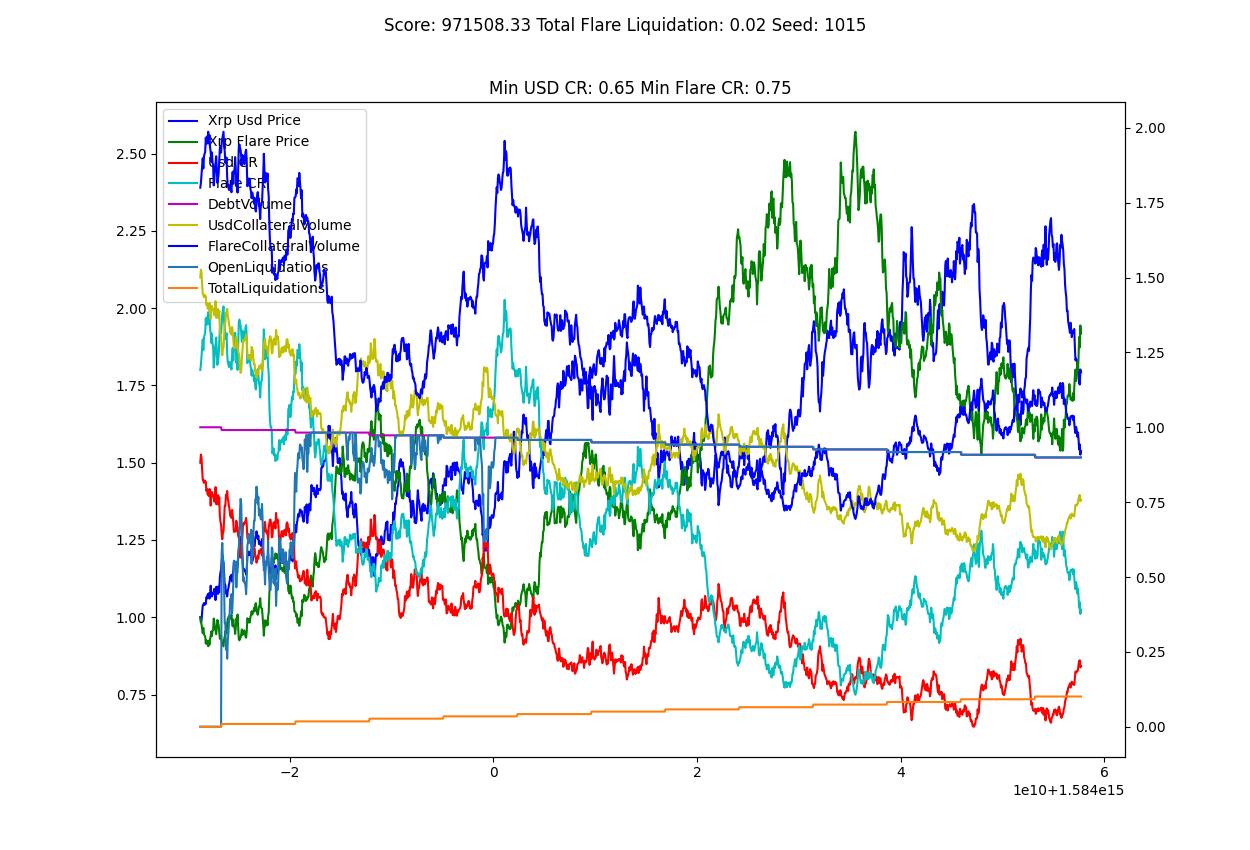 Score: 971508.33 Total Flare Liquidation: 0.02 Seed: 1015
Min USD CR: 0.65 Min Flare CR: 0.75
Xrp Usd Price
Xrp Flare Price
Usd CR
Flare CR
DebtVolume
UsdCollateralVolume
FlareCollateralVolume
OpenLiquidations
TotalLiquidations
2.50
2.25
2.00
1.75
1.50
1.25
1.00
0.75
2.00
1.75
1.50
1.25
1.00
0.75
0.50
0.25
0.00
−2 0 2 4 6
1e10+1.584e15